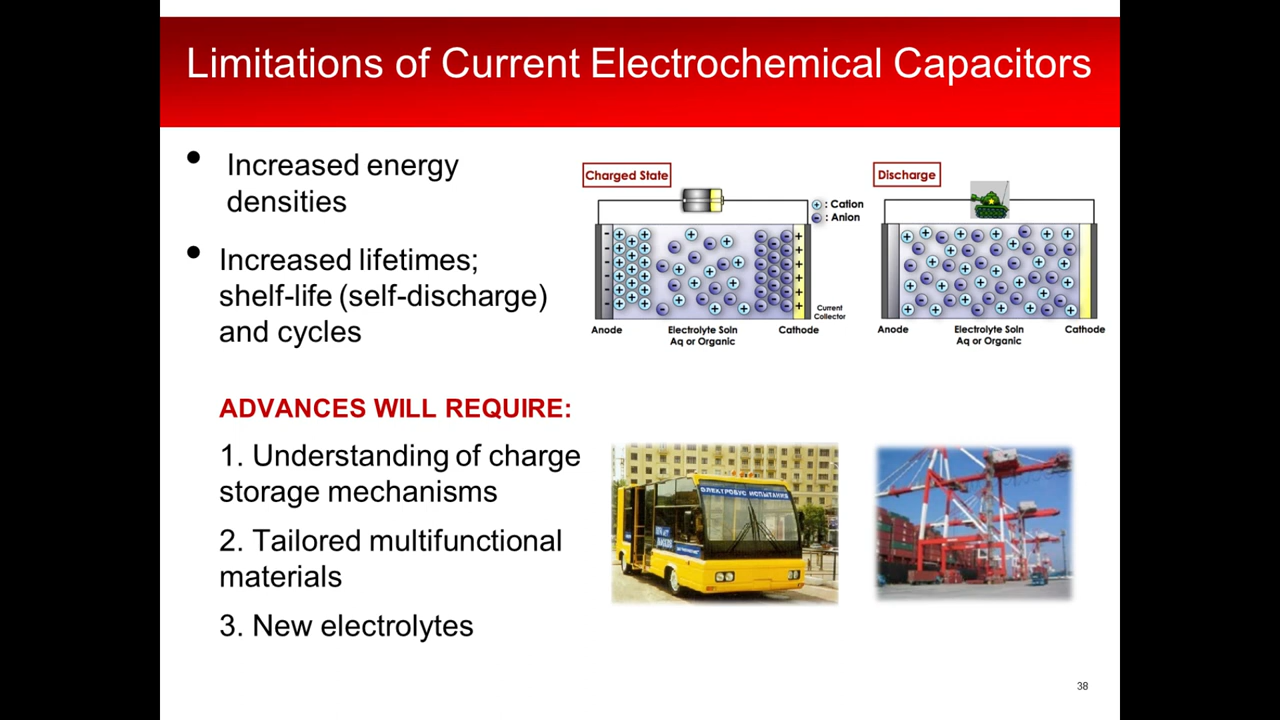 Limitations of Current Electrochemical Capacitors
• Increased energy
densities
• Increased lifetimes;
shelf-life (self-discharge)
and cycles
ADVANCES WILL REQUIRE:
1. Understanding of charge
storage mechanisms
2. Tailored multifunctional
materials
3. New electrolytes
Charged State
+ : Cation
- : Anion
Current
Collector
Anode
Electrolyte Soln
Aq or Organic
Cathode
Discharge
Anode
Electrolyte Soln
Aq or Organic
Cathode
ЭЛЕКТРОБУС ИСПЫТАНИЯ
38